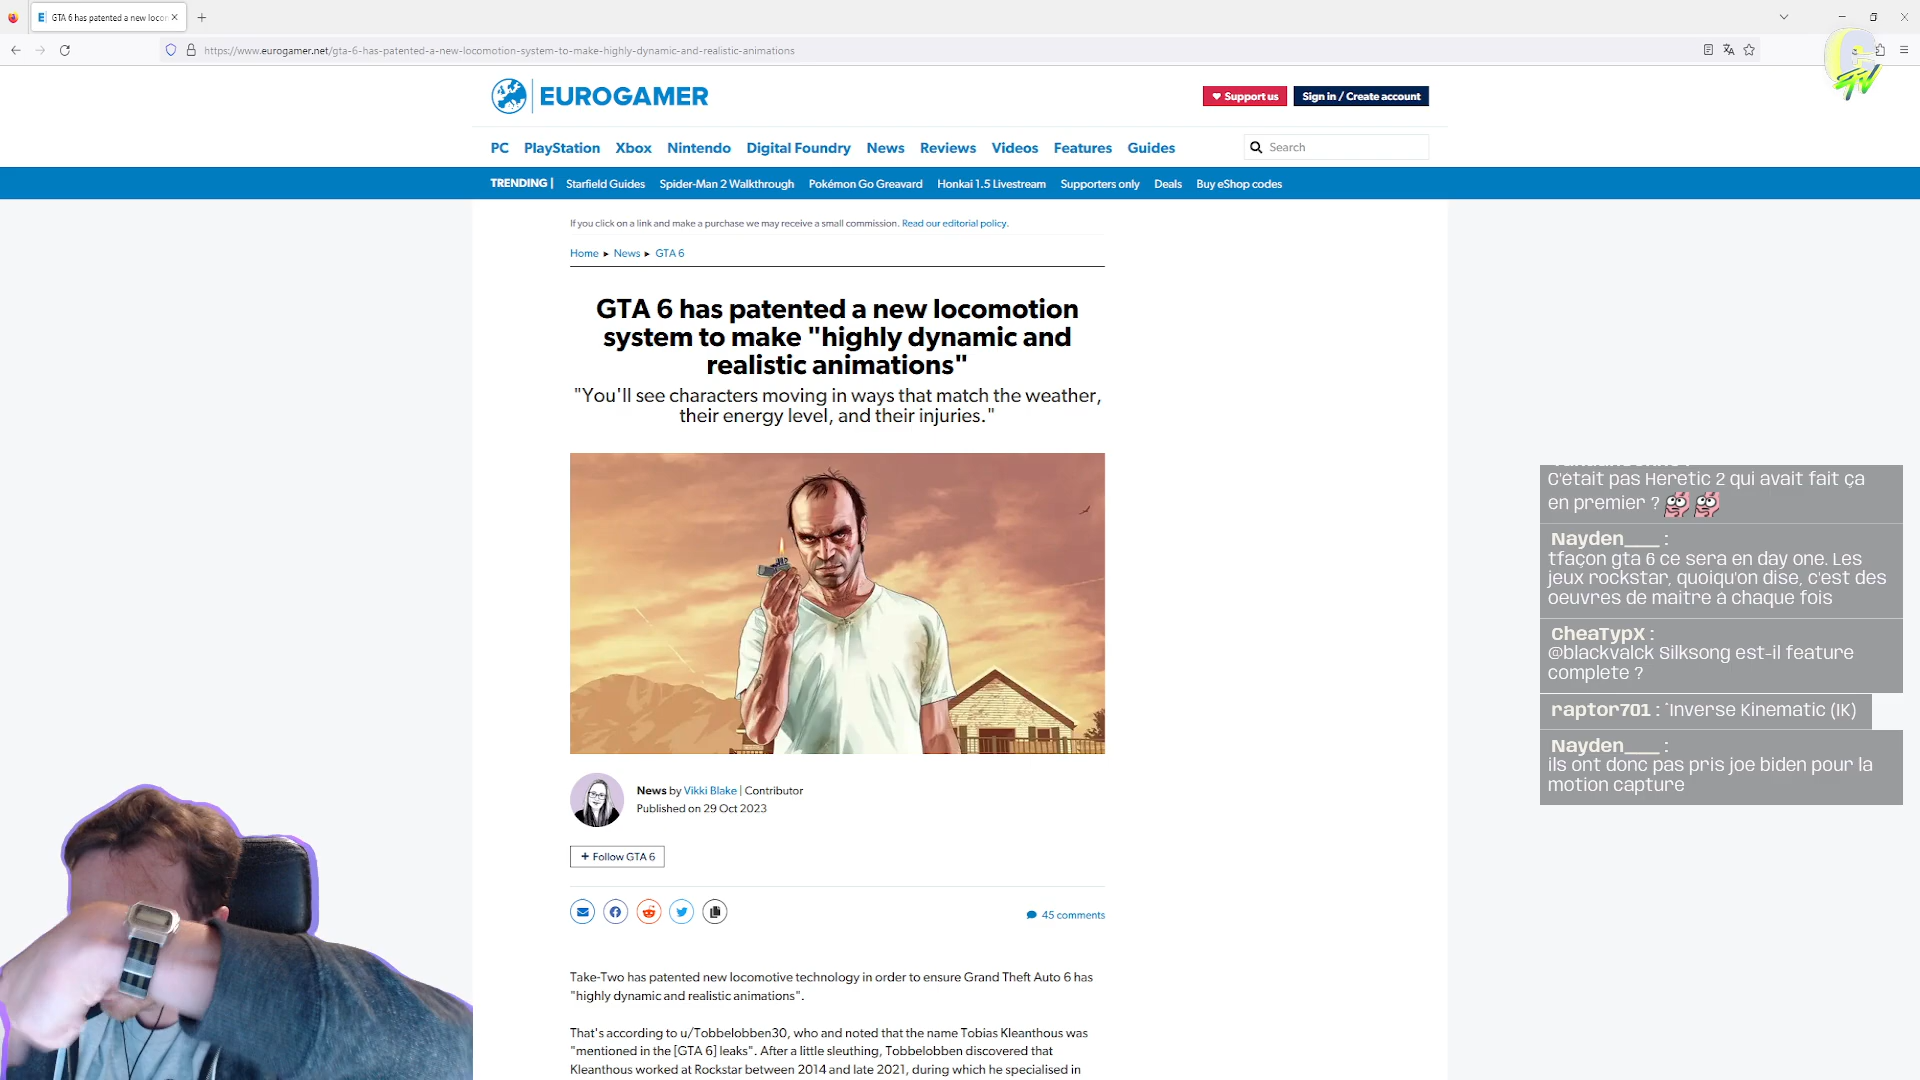 GTA 6 has patented a new locon
https://www.eurogamer.net/gta-6-has-patented-a-new-locomotion-system-to-make-highly-dynamic-and-realistic-animations
EUROGAMER
Support us
Sign in / Create account
PC PlayStation Xbox Nintendo Digital Foundry News Reviews Videos Features Guides
Search
TRENDING | Starfield Guides Spider-Man 2 Walkthrough Pokémon Go Greavard Honkai 1.5 Livestream Supporters only Deals Buy eShop codes
If you click on a link and make a purchase we may receive a small commission. Read our editorial policy.
Home ▸ News ▸ GTA 6
GTA 6 has patented a new locomotion
system to make "highly dynamic and
realistic animations"
"You'll see characters moving in ways that match the weather,
their energy level, and their injuries."
News by Vikki Blake | Contributor
Published on 29 Oct 2023
+ Follow GTA 6
45 comments
Take-Two has patented new locomotive technology in order to ensure Grand Theft Auto 6 has
"highly dynamic and realistic animations".
That's according to u/Tobbelobben30, who and noted that the name Tobias Kleanthous was
"mentioned in the [GTA 6] leaks". After a little sleuthing, Tobbelobben discovered that
Kleanthous worked at Rockstar between 2014 and late 2021, during which he specialised in
C'était pas Heretic 2 qui avait fait ça
en premier ?
Nayden___ :
tfaçon gta 6 ce sera en day one. Les
jeux rockstar, quoiqu'on dise, c'est des
oeuvres de maitre à chaque fois
CheaTypX :
@blackvalck Silksong est-il feature
complete ?
raptor701 : ̂Inverse Kinematic (IK)
Nayden___ :
ils ont donc pas pris joe biden pour la
motion capture